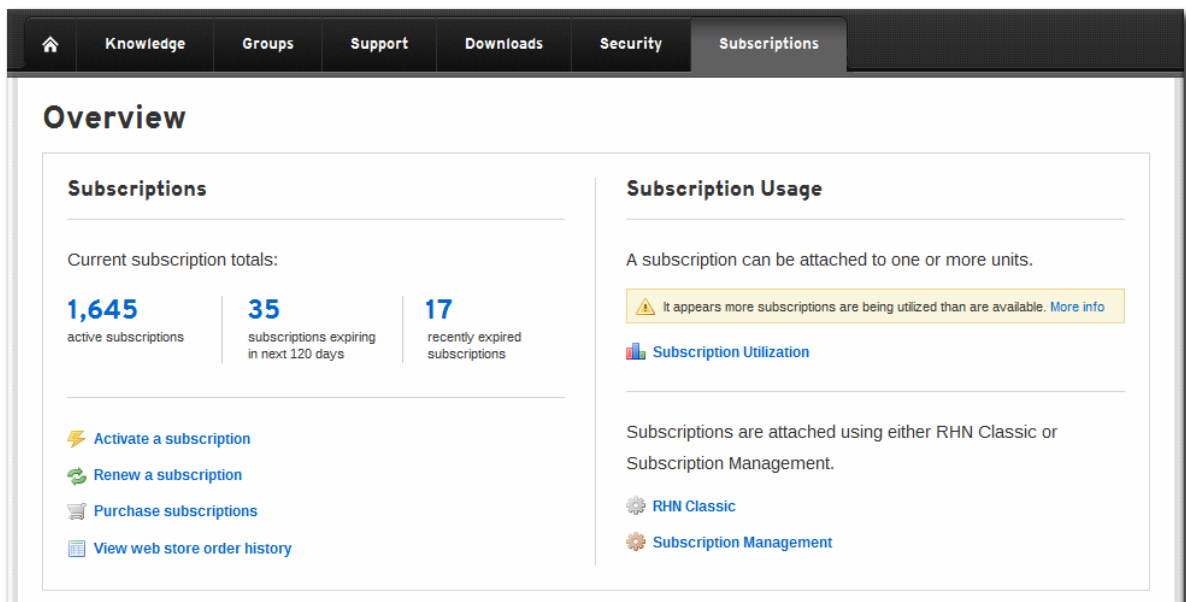 Knowledge Groups Support Downloads Security Subscriptions
Overview
Subscriptions
Current subscription totals:
1,645
active subscriptions
35
subscriptions expiring
in next 120 days
17
recently expired
subscriptions
Activate a subscription
Renew a subscription
Purchase subscriptions
View web store order history
Subscription Usage
A subscription can be attached to one or more units.
It appears more subscriptions are being utilized than are available. More info
Subscription Utilization
Subscriptions are attached using either RHN Classic or
Subscription Management.
RHN Classic
Subscription Management